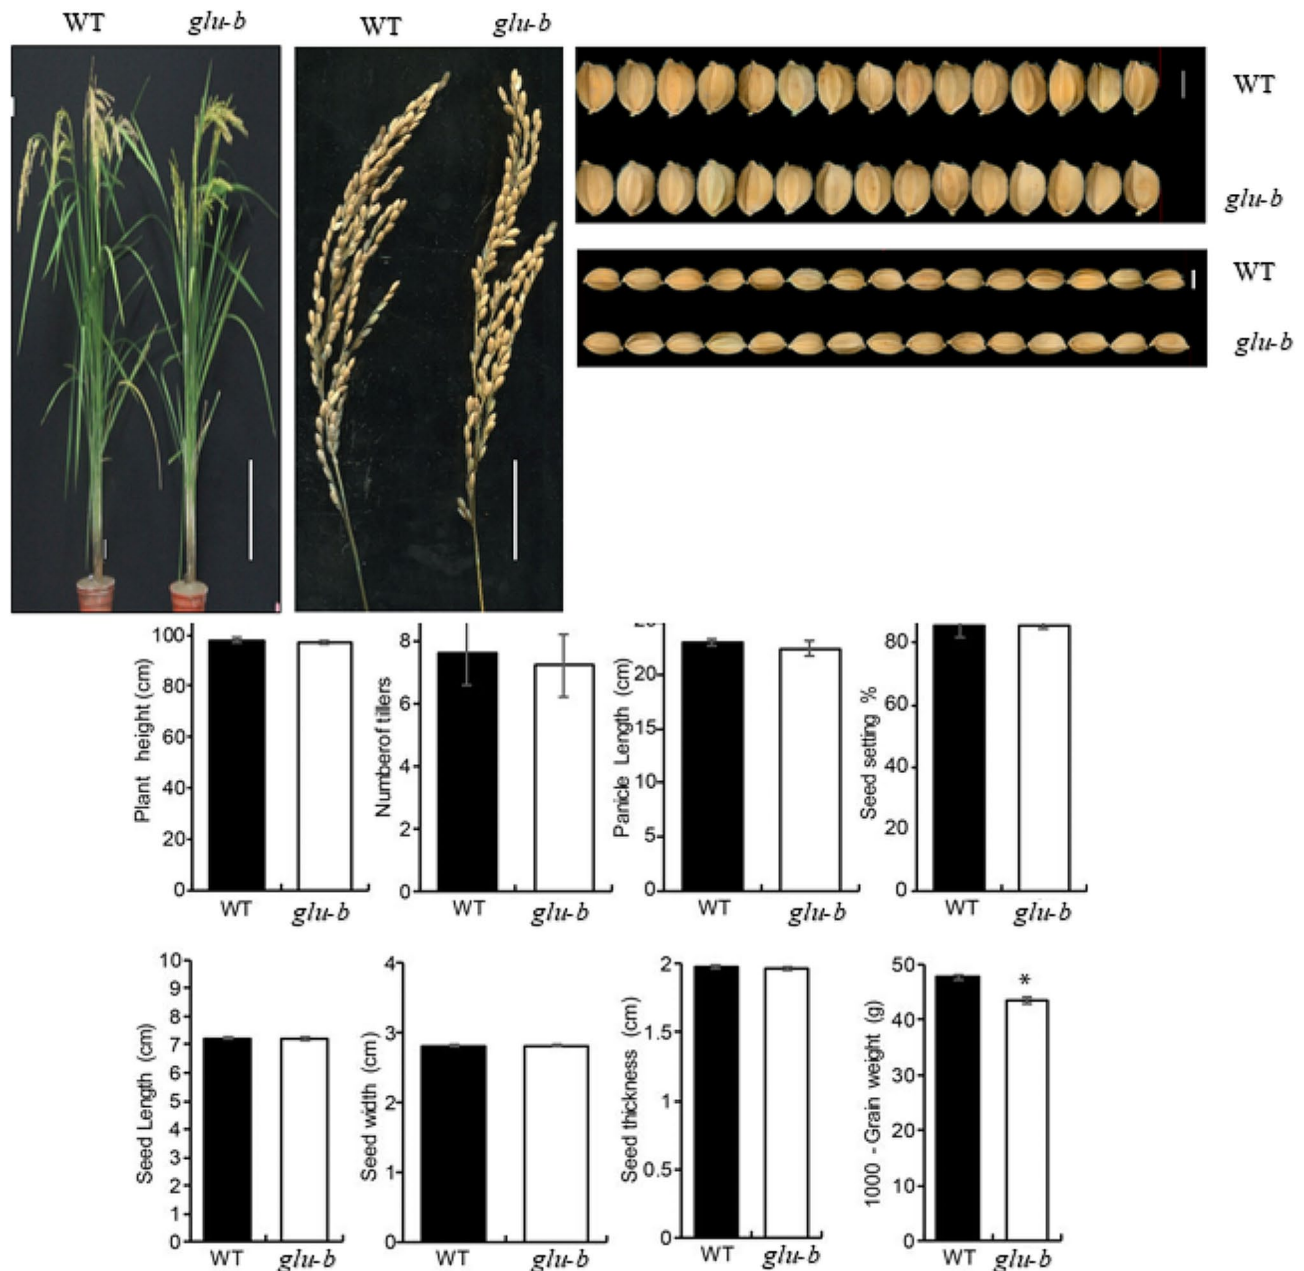 WT glu-b
WT glu-b
WT
glu-b
WT
glu-b
Plant height (cm)
100
80
60
40
20
0
WT glu-b
Numberof tillers
8
6
4
2
0
WT glu-b
Panicle Length (cm)
20
15
10
5
0
WT glu-b
Seed setting %
80
60
40
20
0
WT glu-b
Seed Length (cm)
10
9
8
7
6
5
4
3
2
1
0
WT glu-b
Seed width (cm)
4
3
2
1
0
WT glu-b
Seed thickness (cm)
2
1.5
1
0.5
0
WT glu-b
1000 - Grain weight (g)
50
40
30
20
10
0
*
WT glu-b